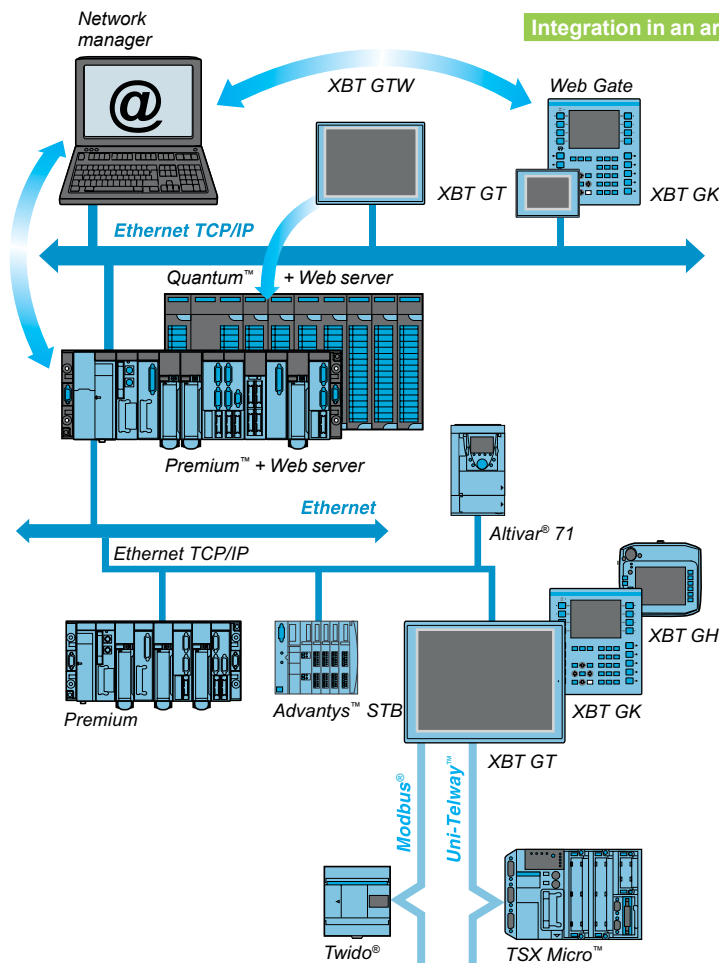 Network
manager
Integration in an ar
@
XBT GTW
Web Gate
XBT GT
XBT GK
Ethernet TCP/IP
Quantum™ + Web server
Premium™ + Web server
Ethernet
Altivar® 71
Ethernet TCP/IP
XBT GH
Premium
Advantys™ STB
XBT GK
XBT GT
Modbus®
Uni-Telway™
Twido®
TSX Micro™